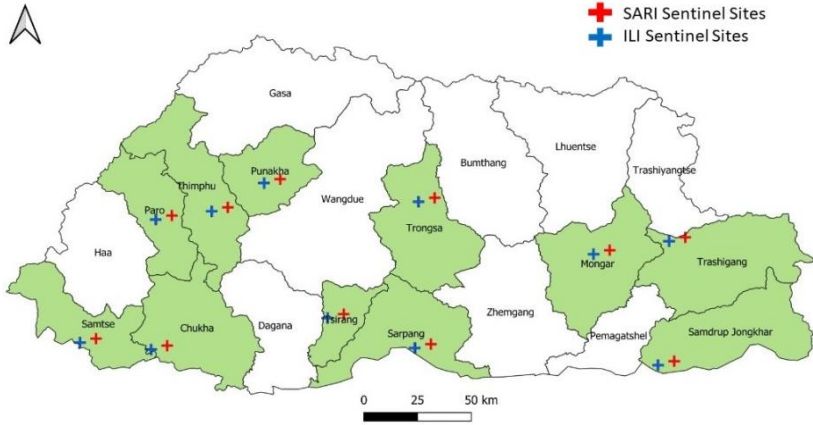 SARI Sentinel Sites
ILI Sentinel Sites
Gasa
Punakha
Thimphu
Paro
Haa
Wangdue
Bumthang
Lhuentse
Trashiyangtse
Trongsa
Mongar
Trashigang
Samtse
Chukha
Dagana
Tsirang
Sarpang
Zhemgang
Pemagatshel
Samdrup Jongkhar
0 25 50 km